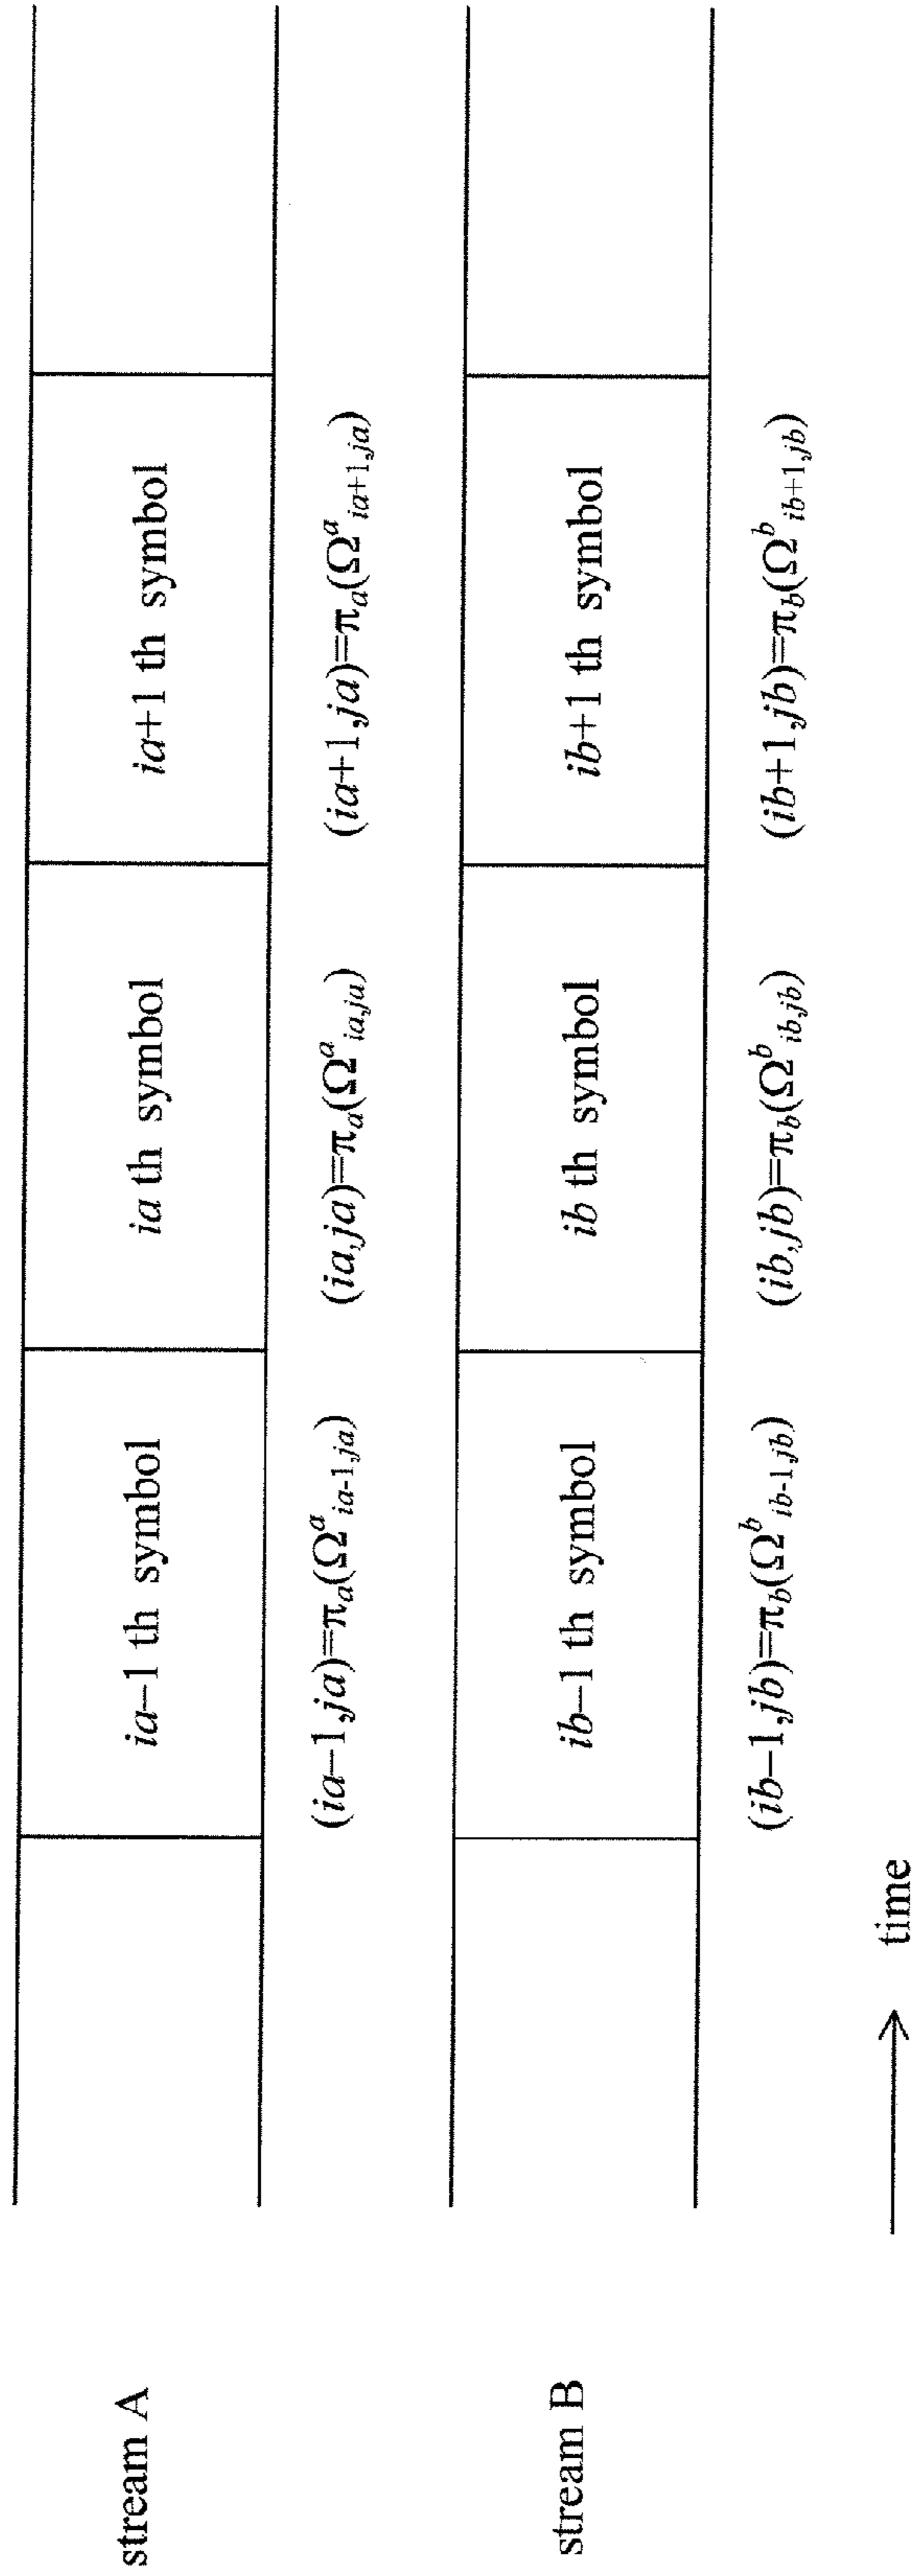 stream A
ia−1 th symbol
ia th symbol
ia+1 th symbol
(ia−1,ja)=πa(Ωᵃia-1,ja)
(ia,ja)=πa(Ωᵃia,ja)
(ia+1,ja)=πa(Ωᵃia+1,ja)
stream B
ib−1 th symbol
ib th symbol
ib+1 th symbol
(ib−1,jb)=πb(Ωᵇib-1,jb)
(ib,jb)=πb(Ωᵇib,jb)
(ib+1,jb)=πb(Ωᵇib+1,jb)
time